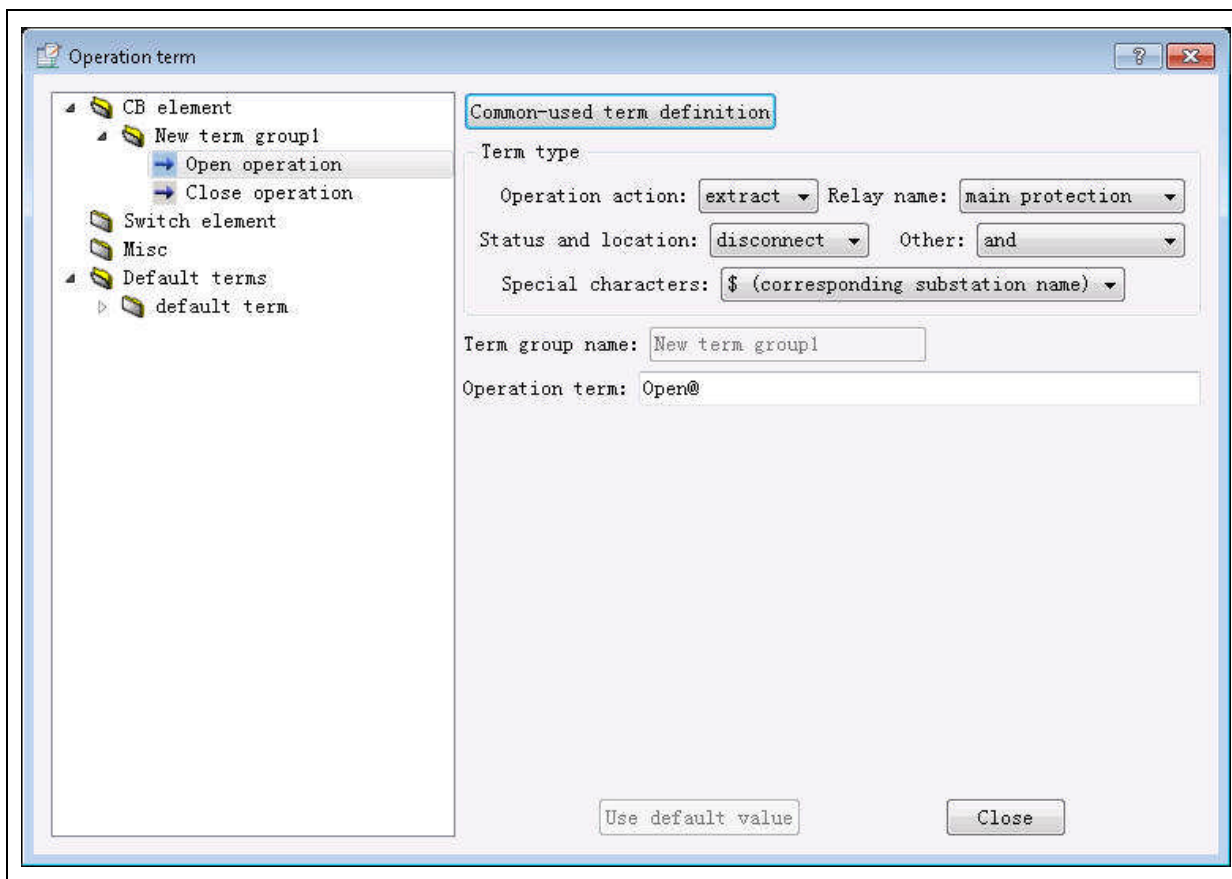 Operation term
CB element
New term group1
Open operation
Close operation
Switch element
Misc
Default terms
default term
Common-used term definition
Term type
Operation action: extract Relay name: main protection
Status and location: disconnect Other: and
Special characters: $ (corresponding substation name)
Term group name: New term group1
Operation term: Open@
Use default value Close